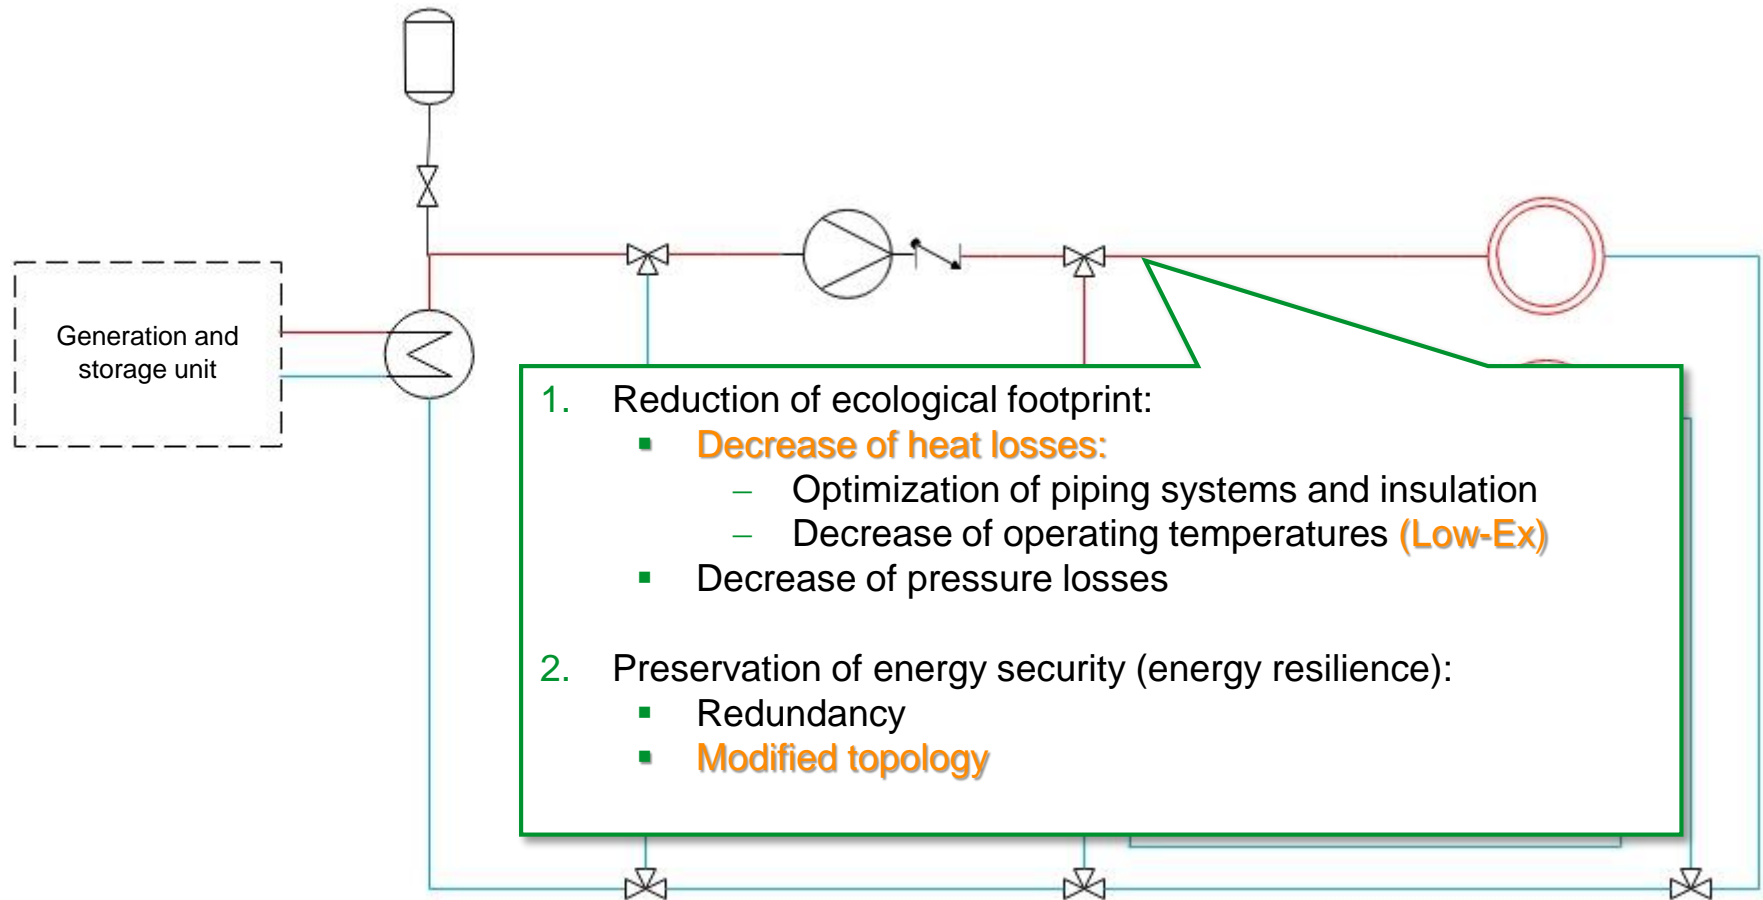 Generation and
storage unit
1. Reduction of ecological footprint:
▪ Decrease of heat losses:
– Optimization of piping systems and insulation
– Decrease of operating temperatures (Low-Ex)
▪ Decrease of pressure losses
2. Preservation of energy security (energy resilience):
▪ Redundancy
▪ Modified topology